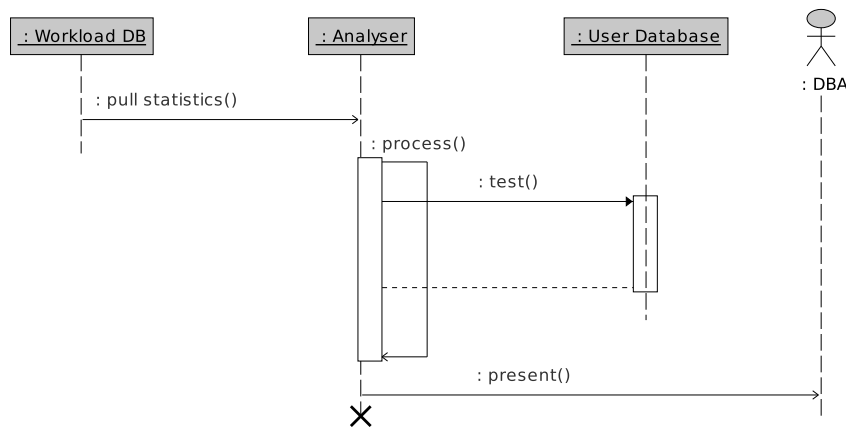 : Workload DB
: Analyser
: User Database
: DBA
: pull statistics()
: process()
: test()
: present()